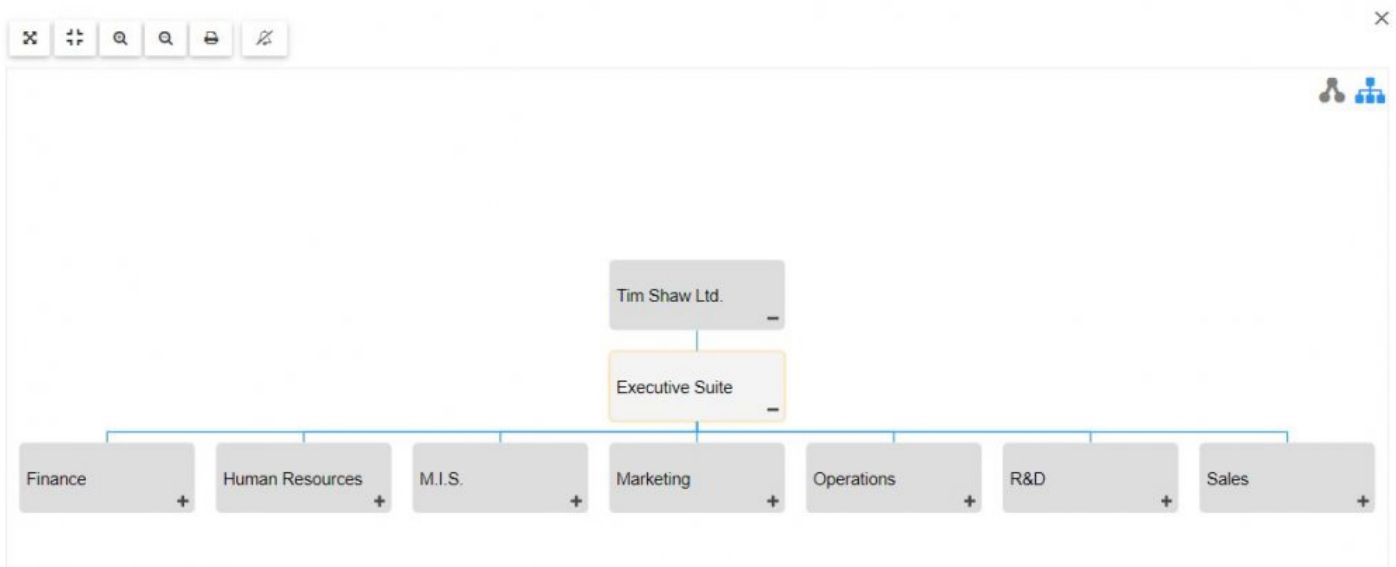 Tim Shaw Ltd.
Executive Suite
Finance
Human Resources
M.I.S.
Marketing
Operations
R&D
Sales